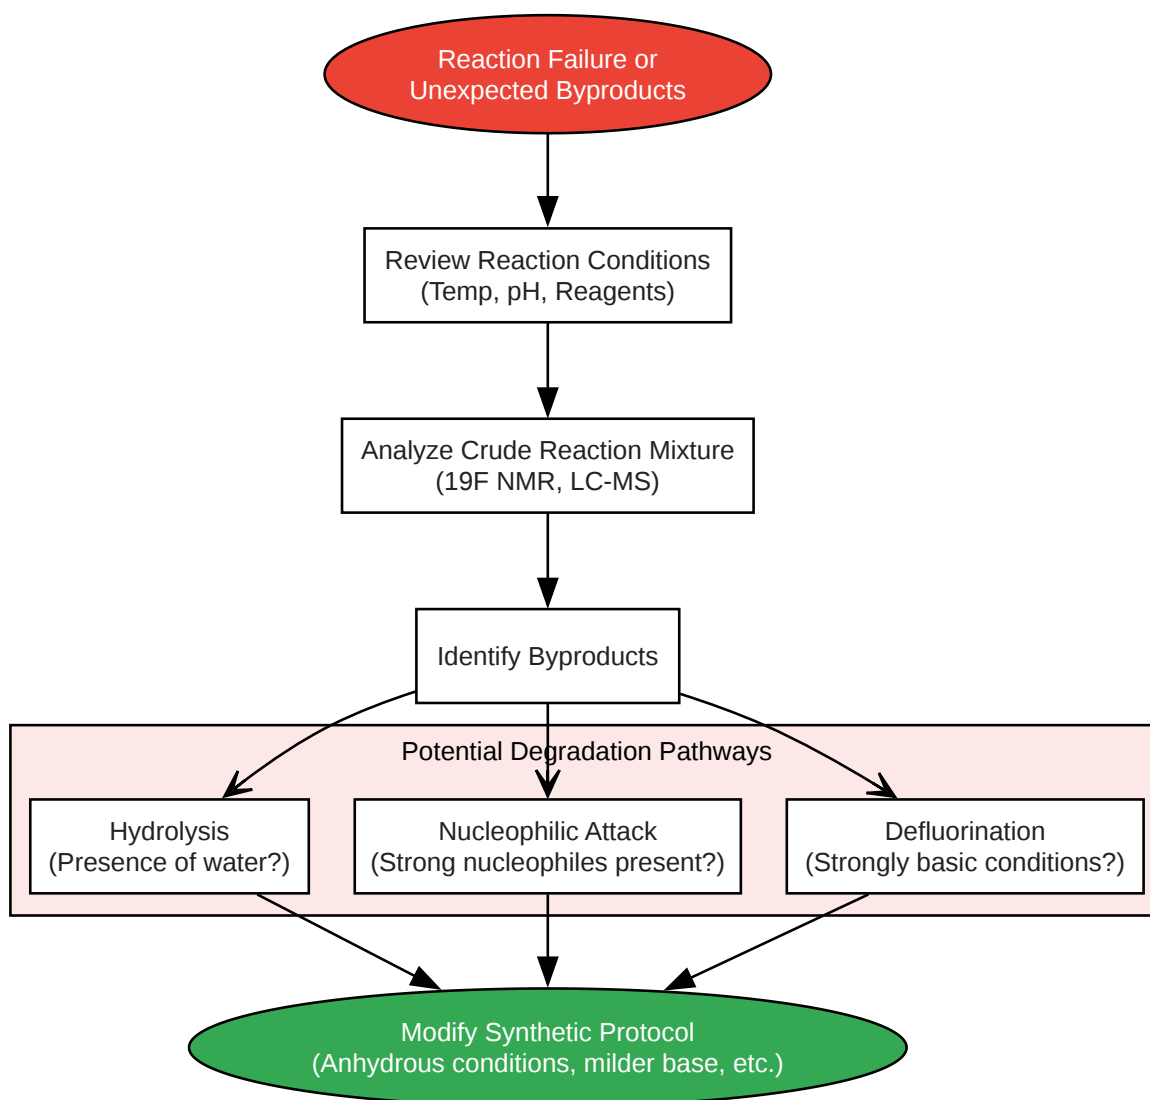 Reaction Failure or
Unexpected Byproducts
Review Reaction Conditions
(Temp, pH, Reagents)
Analyze Crude Reaction Mixture
(19F NMR, LC-MS)
Identify Byproducts
Potential Degradation Pathways
Hydrolysis
(Presence of water?)
Nucleophilic Attack
(Strong nucleophiles present?)
Defluorination
(Strongly basic conditions?)
Modify Synthetic Protocol
(Anhydrous conditions, milder base, etc.)